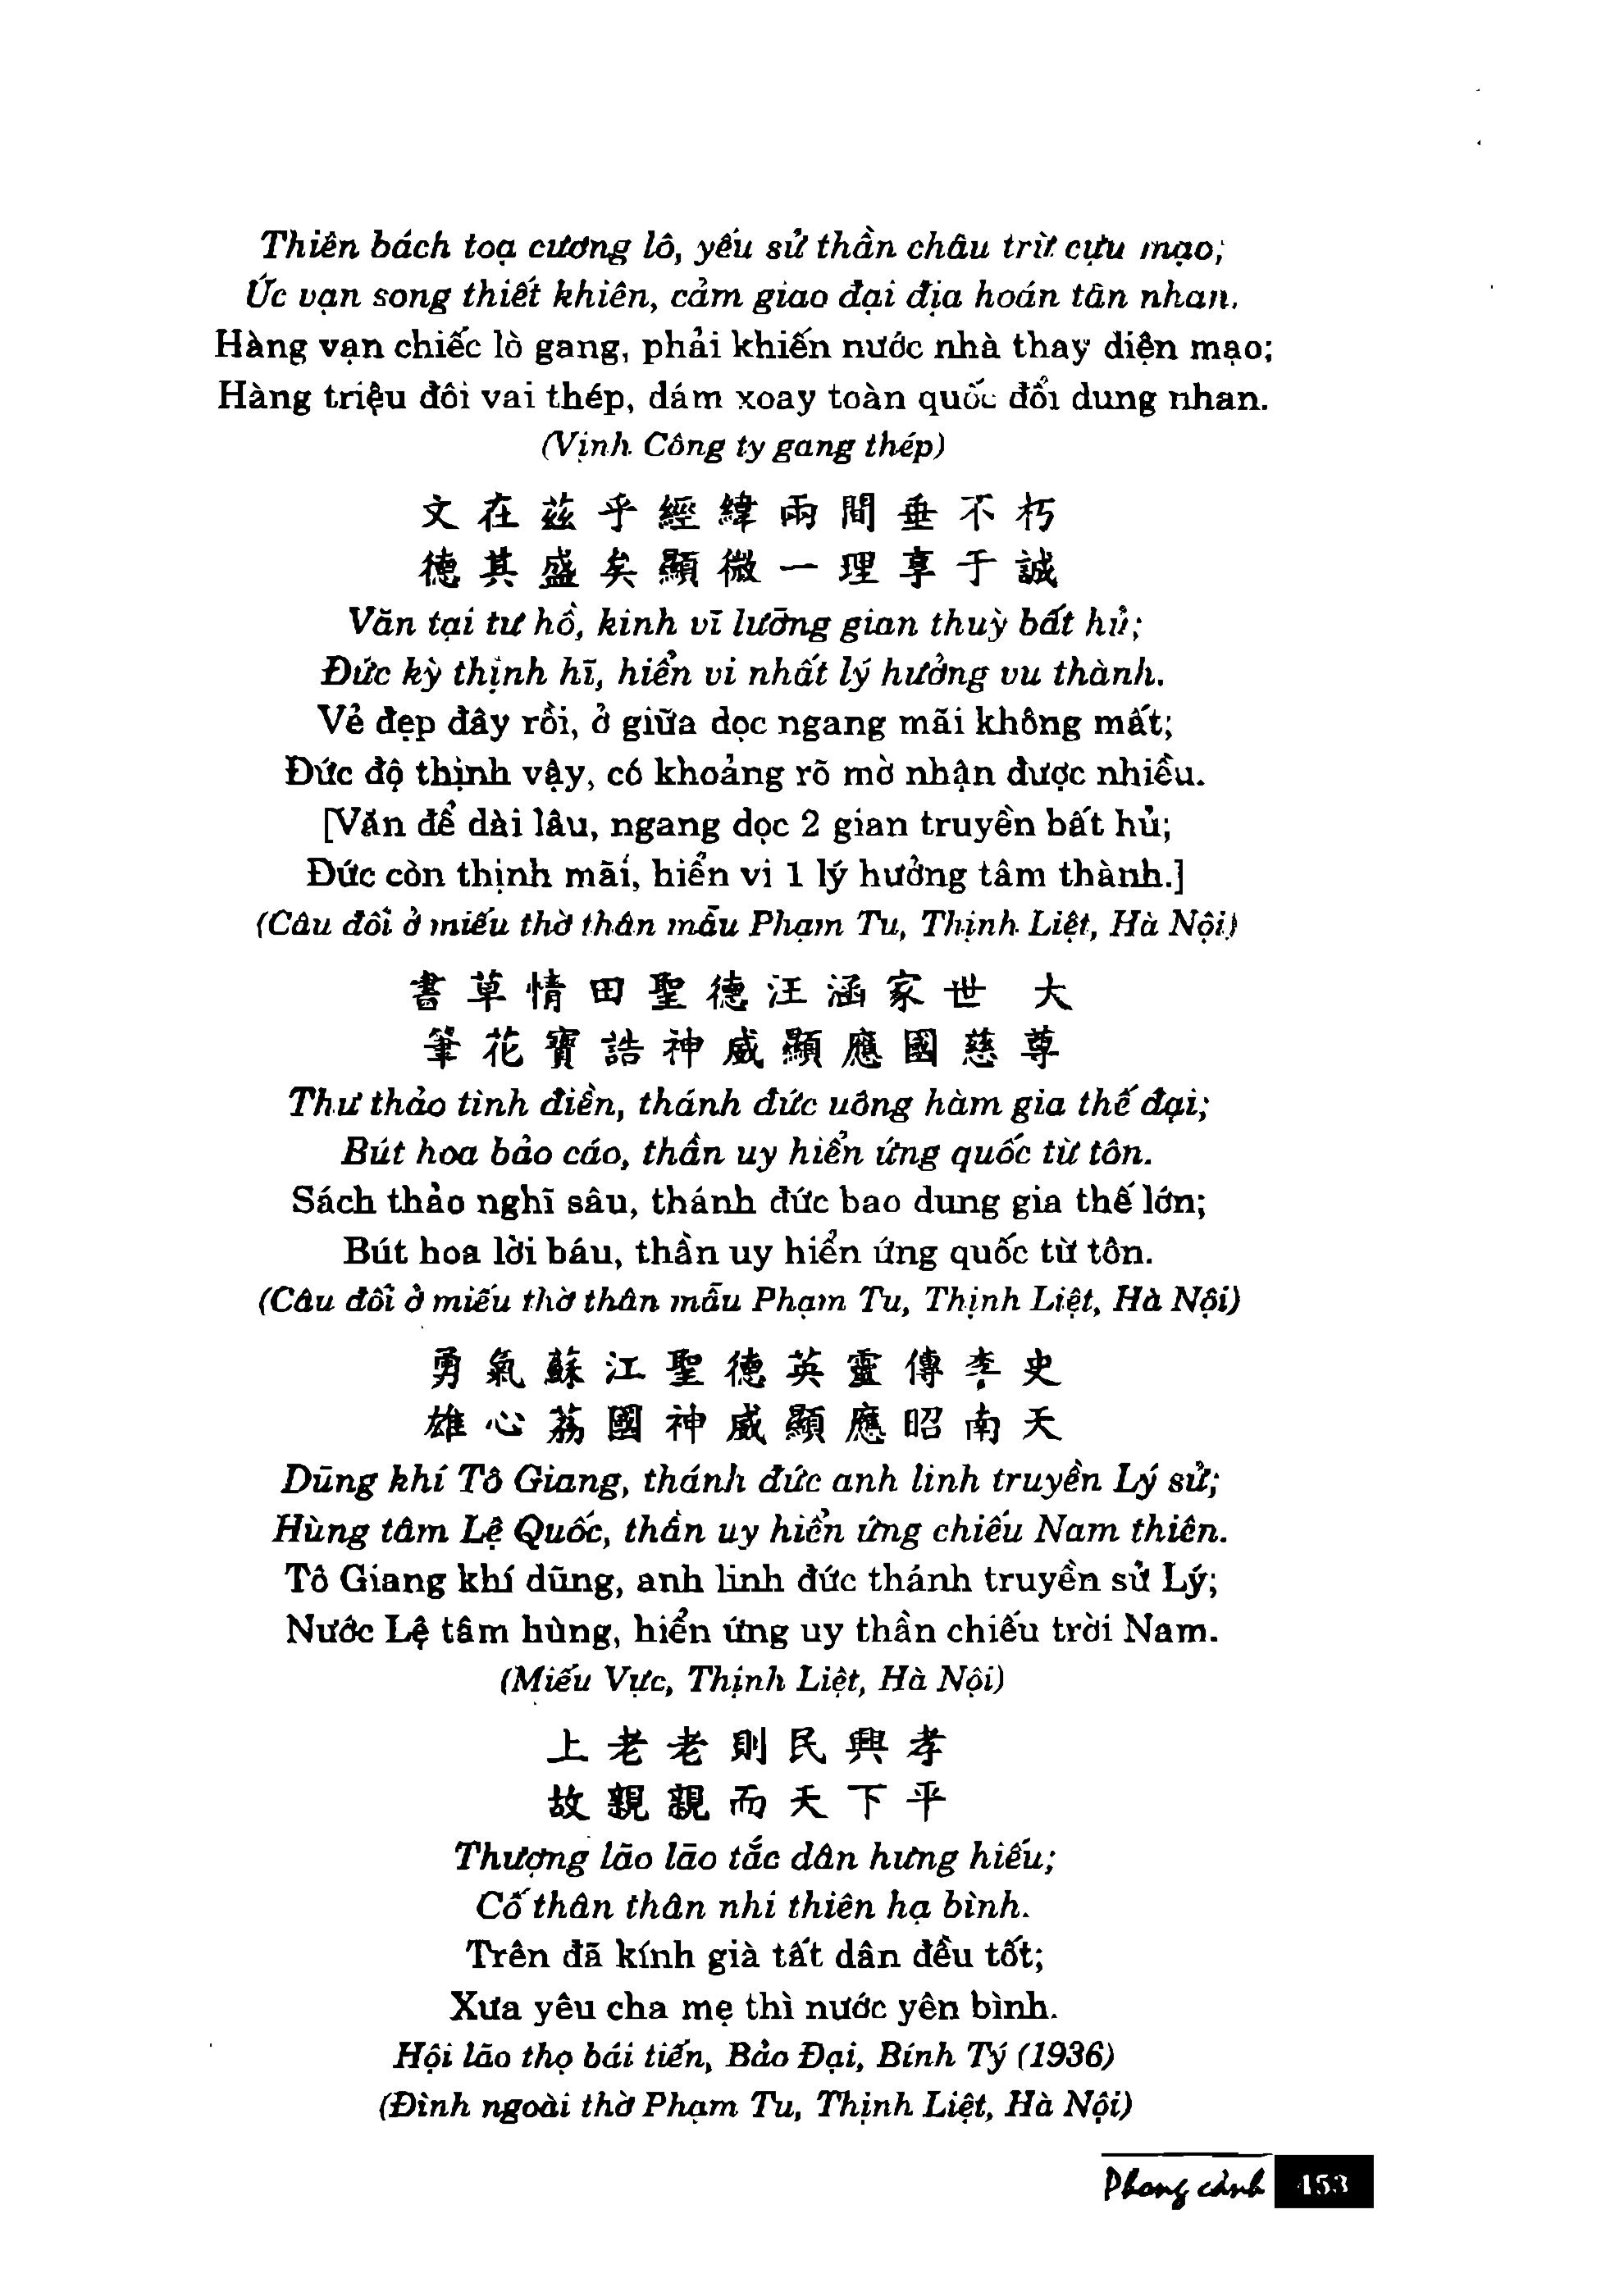 Thiên bách toạ cương lô, yếu sử thần châu trừ cựu mạo;
Ức vạn song thiết khiên, cảm giao đại địa hoán tân nhan.
Hàng vạn chiếc lò gang, phải khiến nước nhà thay diện mạo;
Hàng triệu đôi vai thép, dám xoay toàn quốc đổi dung nhan.
(Vịnh Công ty gang thép)
文在茲乎經緯兩間垂不朽
德其盛矣顯微一理享于誠
Văn tại tư hồ, kinh vĩ lưỡng gian thuỳ bất hủ;
Đức kỳ thịnh hĩ, hiển vi nhất lý hưởng vu thành.
Vẻ đẹp đây rồi, ở giữa dọc ngang mãi không mất;
Đức độ thịnh vậy, có khoảng rõ mờ nhận được nhiều.
[Văn để dài lâu, ngang dọc 2 gian truyền bất hủ;
Đức còn thịnh mãi, hiển vi 1 lý hưởng tâm thành.]
(Câu đối ở miếu thờ thân mẫu Phạm Tu, Thịnh Liệt, Hà Nội)
書草情田聖德汪涵家世 大
筆花寶誥神威顯應國慈尊
Thư thảo tình điền, thánh đức uông hàm gia thế đại;
Bút hoa bảo cáo, thần uy hiển ứng quốc từ tôn.
Sách thảo nghĩ sâu, thánh đức bao dung gia thế lớn;
Bút hoa lời báu, thần uy hiển ứng quốc từ tôn.
(Câu đối ở miếu thờ thân mẫu Phạm Tu, Thịnh Liệt, Hà Nội)
勇氣蘇江聖德英靈傳李史
雄心荔國神威顯應昭南天
Dũng khí Tô Giang, thánh đức anh linh truyền Lý sử;
Hùng tâm Lệ Quốc, thần uy hiển ứng chiếu Nam thiên.
Tô Giang khí dũng, anh linh đức thánh truyền sử Lý;
Nước Lệ tâm hùng, hiển ứng uy thần chiếu trời Nam.
(Miếu Vực, Thịnh Liệt, Hà Nội)
上老老則民興孝
故親親而天下平
Thượng lão lão tắc dân hưng hiếu;
Cố thân thân nhi thiên hạ bình.
Trên đã kính già tất dân đều tốt;
Xưa yêu cha mẹ thì nước yên bình.
Hội lão thọ bái tiến, Bảo Đại, Bính Tý (1936)
(Đình ngoài thờ Phạm Tu, Thịnh Liệt, Hà Nội)
Phong cảnh 453